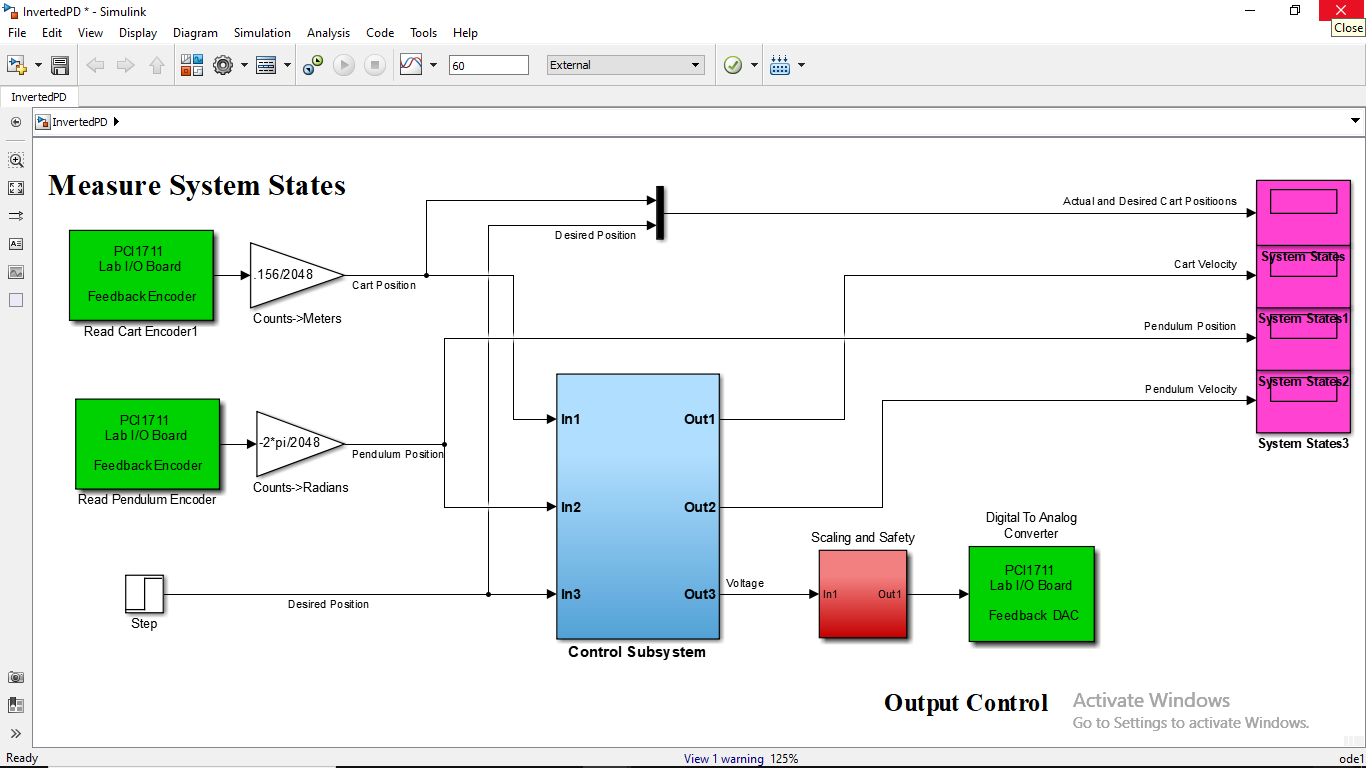 InvertedPD * - Simulink
Close
File Edit View Display Diagram Simulation Analysis Code Tools Help
60
External
InvertedPD
InvertedPD
Measure System States
Actual and Desired Cart Positioons
Desired Position
PCI1711
Lab I/O Board
Feedback Encoder
Read Cart Encoder1
.156/2048
Counts->Meters
Cart Position
Cart Velocity
System States
Pendulum Position
System States1
Pendulum Velocity
System States2
System States3
PCI1711
Lab I/O Board
Feedback Encoder
Read Pendulum Encoder
-2*pi/2048
Counts->Radians
Pendulum Position
In1 Out1
In2 Out2
In3 Out3
Control Subsystem
Step
Desired Position
Voltage
Scaling and Safety
In1 Out1
Digital To Analog
Converter
PCI1711
Lab I/O Board
Feedback DAC
Output Control
Activate Windows
Go to Settings to activate Windows.
Ready
View 1 warning 125%
ode1